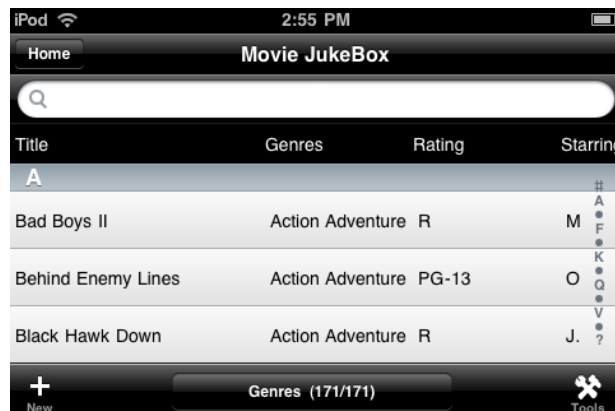 iPod 2:55 PM
Home Movie JukeBox
Title Genres Rating Starring
A
Bad Boys II Action Adventure R M
Behind Enemy Lines Action Adventure PG-13 O
Black Hawk Down Action Adventure R J.
#
A
F
K
Q
V
?
New Genres (171/171) Tools